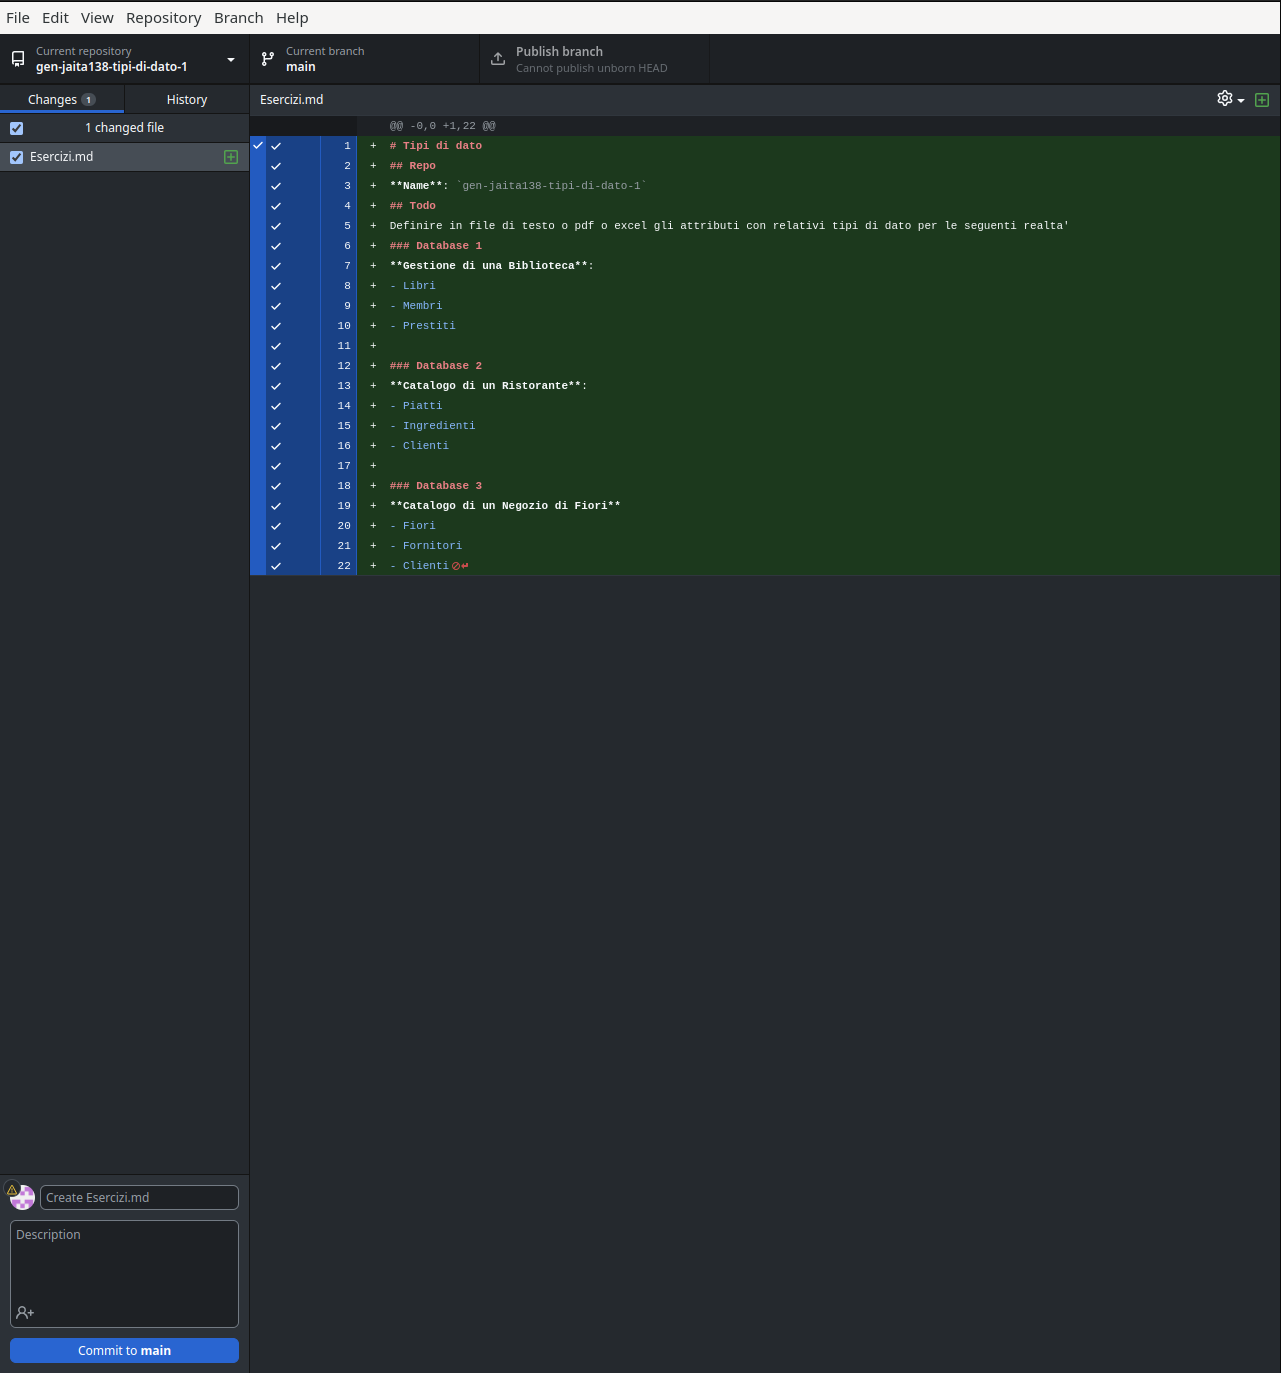 File Edit View Repository Branch Help
Current repository
gen-jaita138-tipi-di-dato-1
Current branch
main
Publish branch
Cannot publish unborn HEAD
Changes 1
History
1 changed file
Esercizi.md
Esercizi.md
@@ -0,0 +1,22 @@
1 + # Tipi di dato
2 + ## Repo
3 + **Name**: `gen-jaita138-tipi-di-dato-1`
4 + ## Todo
5 + Definire in file di testo o pdf o excel gli attributi con relativi tipi di dato per le seguenti realta'
6 + ### Database 1
7 + **Gestione di una Biblioteca**:
8 + - Libri
9 + - Membri
10 + - Prestiti
11 +
12 + ### Database 2
13 + **Catalogo di un Ristorante**:
14 + - Piatti
15 + - Ingredienti
16 + - Clienti
17 +
18 + ### Database 3
19 + **Catalogo di un Negozio di Fiori**
20 + - Fiori
21 + - Fornitori
22 + - Clienti
Create Esercizi.md
Description
Commit to main